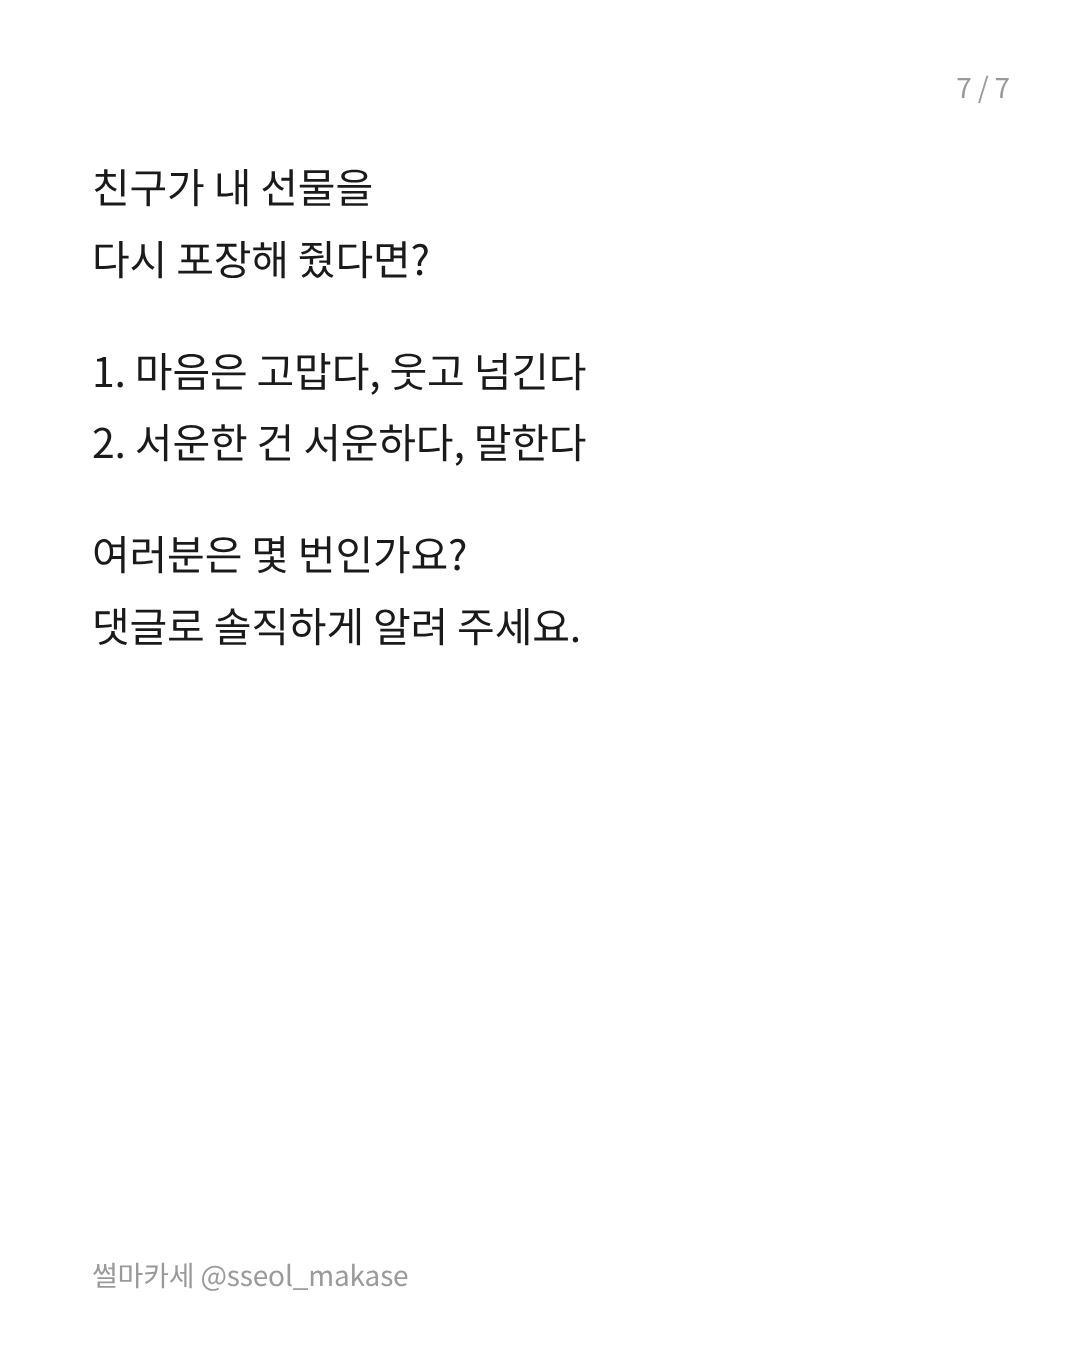 7 / 7
친구가 내 선물을
다시 포장해 줬다면?
1. 마음은 고맙다, 웃고 넘긴다
2. 서운한 건 서운하다, 말한다
여러분은 몇 번인가요?
댓글로 솔직하게 알려 주세요.
썰마카세 @sseol_makase